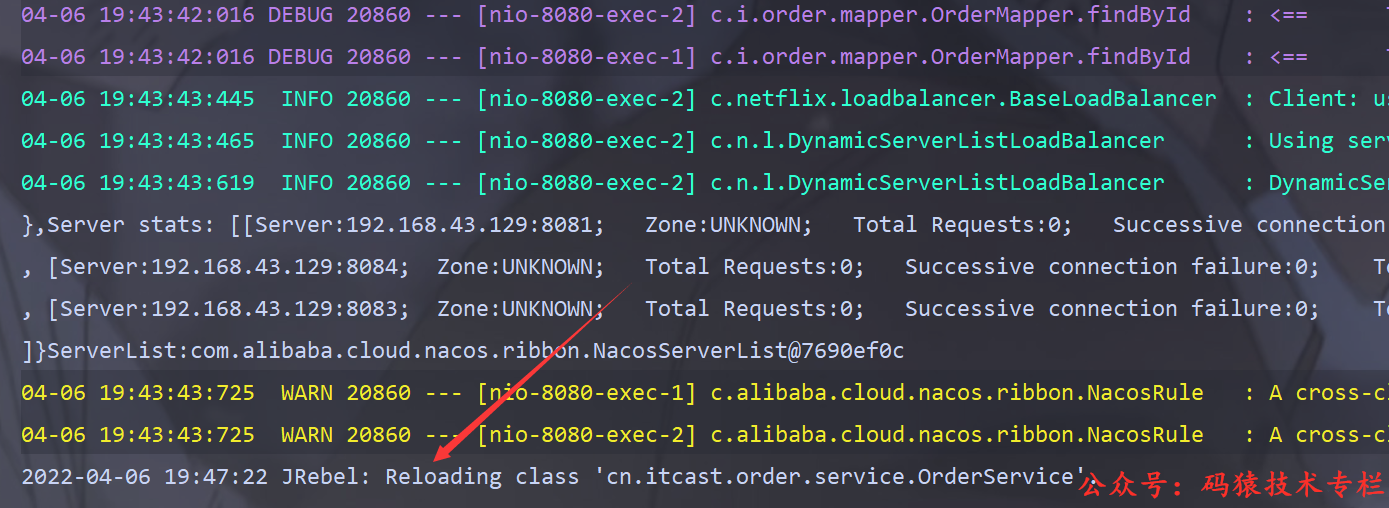 04-06 19:43:42:016 DEBUG 20860 --- [nio-8080-exec-2] c.i.order.mapper.OrderMapper.findById : <==
04-06 19:43:42:016 DEBUG 20860 --- [nio-8080-exec-1] c.i.order.mapper.OrderMapper.findById : <==
04-06 19:43:43:445 INFO 20860 --- [nio-8080-exec-2] c.netflix.loadbalancer.BaseLoadBalancer : Client: us
04-06 19:43:43:465 INFO 20860 --- [nio-8080-exec-2] c.n.l.DynamicServerListLoadBalancer : Using serv
04-06 19:43:43:619 INFO 20860 --- [nio-8080-exec-2] c.n.l.DynamicServerListLoadBalancer : DynamicSer
},Server stats: [[Server:192.168.43.129:8081; Zone:UNKNOWN; Total Requests:0; Successive connection
, [Server:192.168.43.129:8084; Zone:UNKNOWN; Total Requests:0; Successive connection failure:0; To
, [Server:192.168.43.129:8083; Zone:UNKNOWN; Total Requests:0; Successive connection failure:0; To
]}ServerList:com.alibaba.cloud.nacos.ribbon.NacosServerList@7690ef0c
04-06 19:43:43:725 WARN 20860 --- [nio-8080-exec-1] c.alibaba.cloud.nacos.ribbon.NacosRule : A cross-cl
04-06 19:43:43:725 WARN 20860 --- [nio-8080-exec-2] c.alibaba.cloud.nacos.ribbon.NacosRule : A cross-cl
2022-04-06 19:47:22 JRebel: Reloading class 'cn.itcast.order.service.OrderService'.
公众号：码猿技术专栏